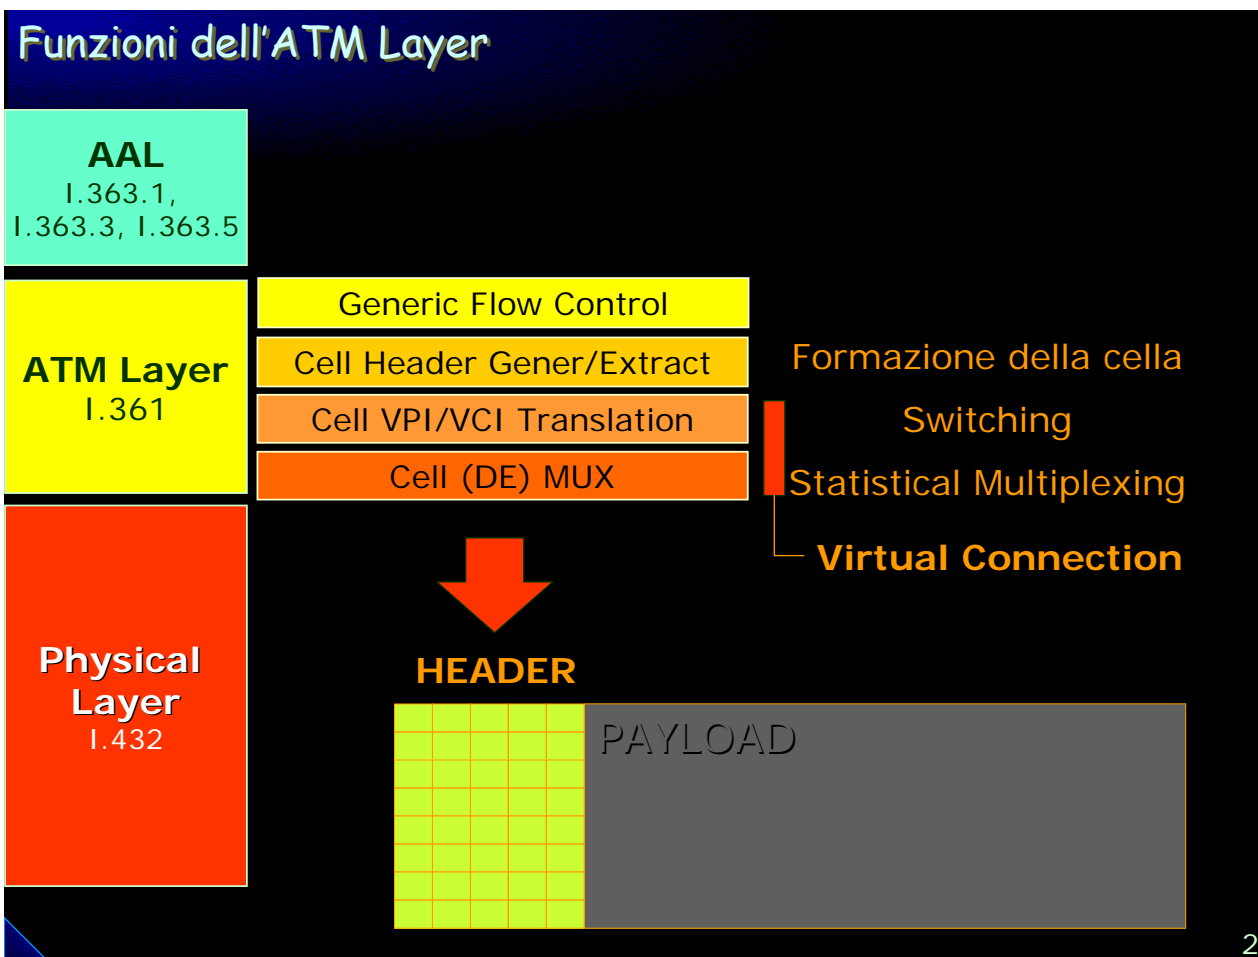 Funzioni dell'ATM Layer
AAL
I.363.1,
I.363.3, I.363.5
ATM Layer
I.361
Physical
Layer
I.432
Generic Flow Control
Cell Header Gener/Extract
Cell VPI/VCI Translation
Cell (DE) MUX
Formazione della cella
Switching
Statistical Multiplexing
Virtual Connection
HEADER
PAYLOAD
2